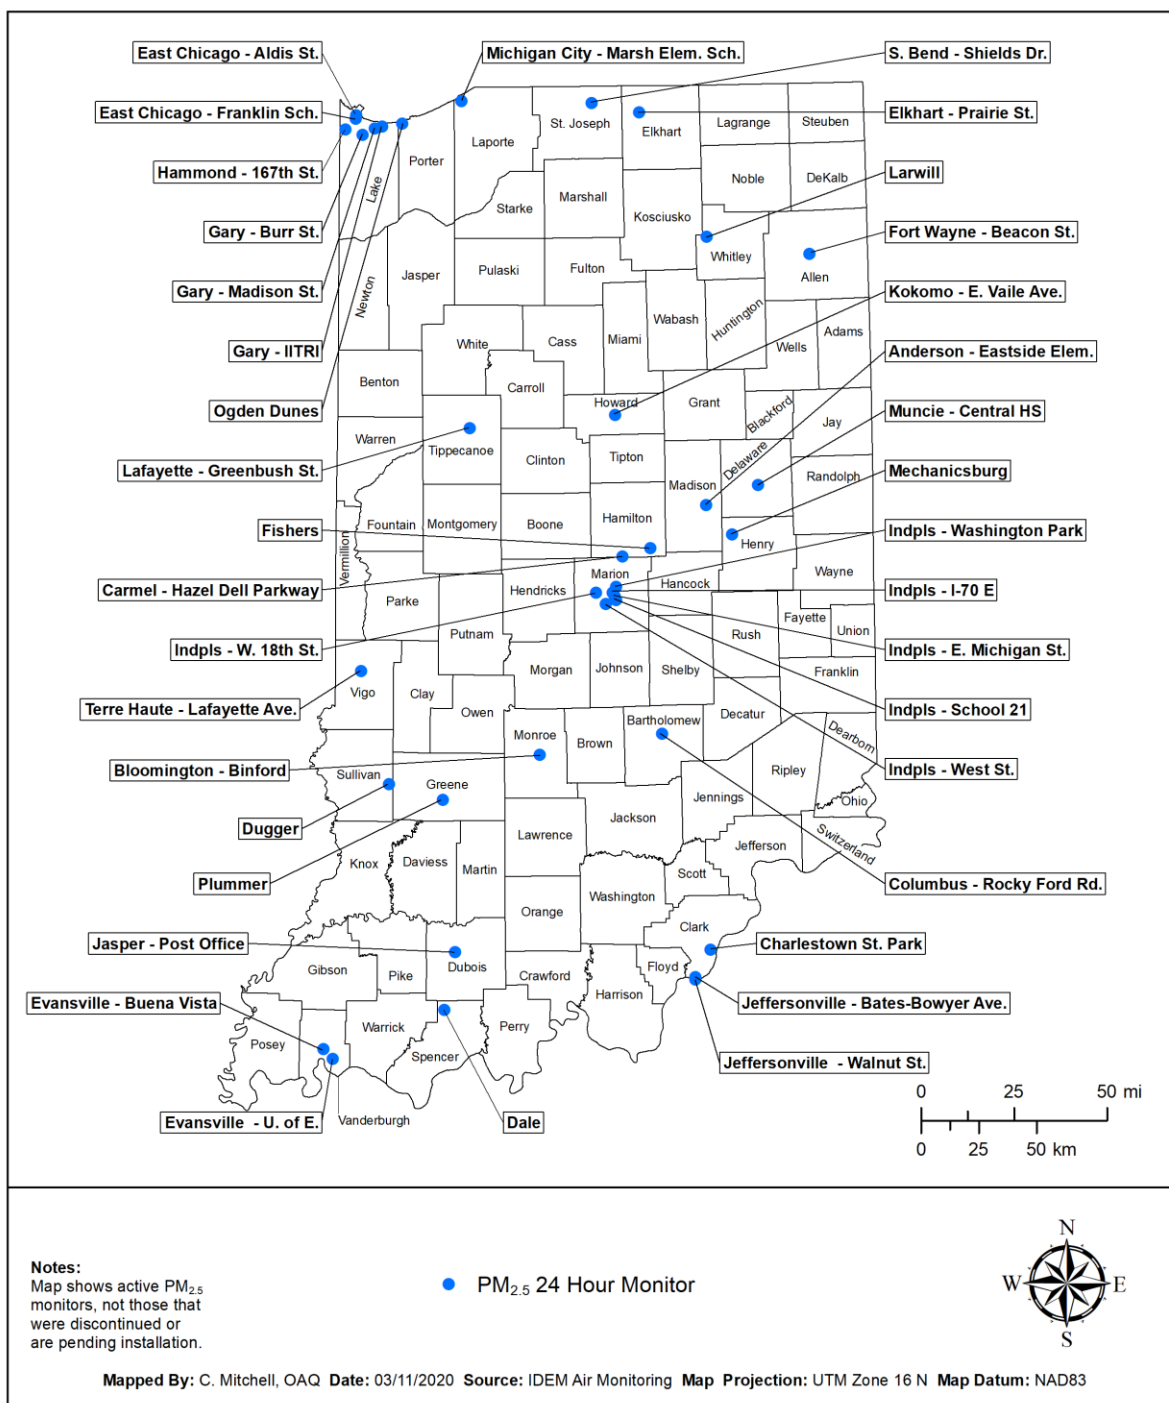 East Chicago - Aldis St.
Michigan City - Marsh Elem. Sch.
S. Bend - Shields Dr.
East Chicago - Franklin Sch.
Elkhart - Prairie St.
Hammond - 167th St.
Larwill
Gary - Burr St.
Fort Wayne - Beacon St.
Gary - Madison St.
Kokomo - E. Vaile Ave.
Gary - IITRI
Anderson - Eastside Elem.
Ogden Dunes
Muncie - Central HS
Lafayette - Greenbush St.
Mechanicsburg
Fishers
Indpls - Washington Park
Carmel - Hazel Dell Parkway
Indpls - I-70 E
Indpls - W. 18th St.
Indpls - E. Michigan St.
Terre Haute - Lafayette Ave.
Indpls - School 21
Bloomington - Binford
Indpls - West St.
Dugger
Plummer
Columbus - Rocky Ford Rd.
Jasper - Post Office
Charlestown St. Park
Evansville - Buena Vista
Jeffersonville - Bates-Bowyer Ave.
Jeffersonville - Walnut St.
Evansville - U. of E.
Dale
Lake
Porter
Laporte
St. Joseph
Elkhart
Lagrange
Steuben
Noble
DeKalb
Starke
Marshall
Kosciusko
Whitley
Allen
Newton
Jasper
Pulaski
Fulton
Wabash
Huntington
Miami
Wells
Adams
White
Cass
Benton
Carroll
Howard
Grant
Blackford
Jay
Warren
Tippecanoe
Clinton
Tipton
Madison
Delaware
Randolph
Fountain
Montgomery
Boone
Hamilton
Henry
Vermillion
Parke
Hendricks
Marion
Hancock
Wayne
Putnam
Rush
Fayette
Union
Vigo
Clay
Owen
Morgan
Johnson
Shelby
Franklin
Decatur
Sullivan
Greene
Monroe
Brown
Bartholomew
Dearborn
Ripley
Jennings
Ohio
Lawrence
Jackson
Jefferson
Switzerland
Knox
Daviess
Martin
Scott
Washington
Orange
Clark
Gibson
Pike
Dubois
Crawford
Floyd
Harrison
Posey
Warrick
Spencer
Perry
Vanderburgh
0 25 50 mi
0 25 50 km
Notes:
Map shows active PM2.5
monitors, not those that
were discontinued or
are pending installation.
PM2.5 24 Hour Monitor
N
W E
S
Mapped By: C. Mitchell, OAQ Date: 03/11/2020 Source: IDEM Air Monitoring Map Projection: UTM Zone 16 N Map Datum: NAD83